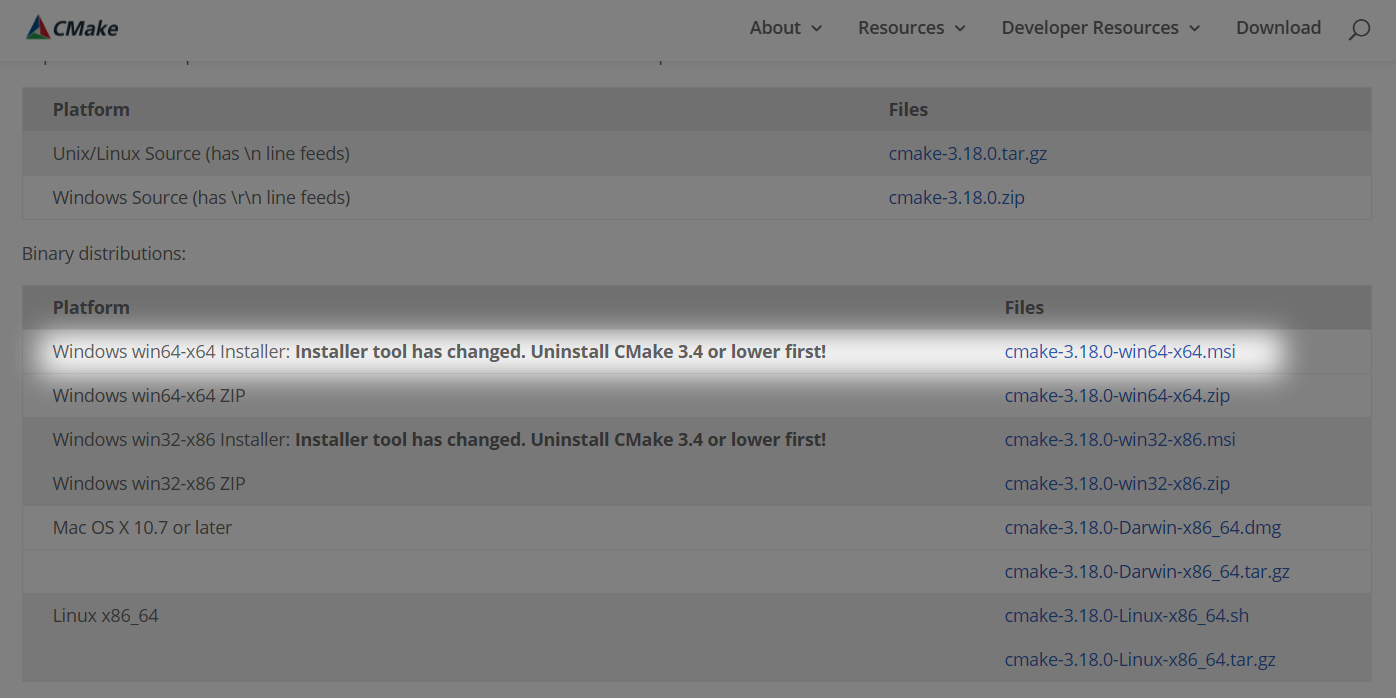 CMake
About
Resources
Developer Resources
Download
Platform Files
Unix/Linux Source (has \n line feeds) cmake-3.18.0.tar.gz
Windows Source (has \r\n line feeds) cmake-3.18.0.zip
Binary distributions:
Platform Files
Windows win64-x64 Installer: Installer tool has changed. Uninstall CMake 3.4 or lower first! cmake-3.18.0-win64-x64.msi
Windows win64-x64 ZIP cmake-3.18.0-win64-x64.zip
Windows win32-x86 Installer: Installer tool has changed. Uninstall CMake 3.4 or lower first! cmake-3.18.0-win32-x86.msi
Windows win32-x86 ZIP cmake-3.18.0-win32-x86.zip
Mac OS X 10.7 or later cmake-3.18.0-Darwin-x86_64.dmg
cmake-3.18.0-Darwin-x86_64.tar.gz
Linux x86_64 cmake-3.18.0-Linux-x86_64.sh
cmake-3.18.0-Linux-x86_64.tar.gz